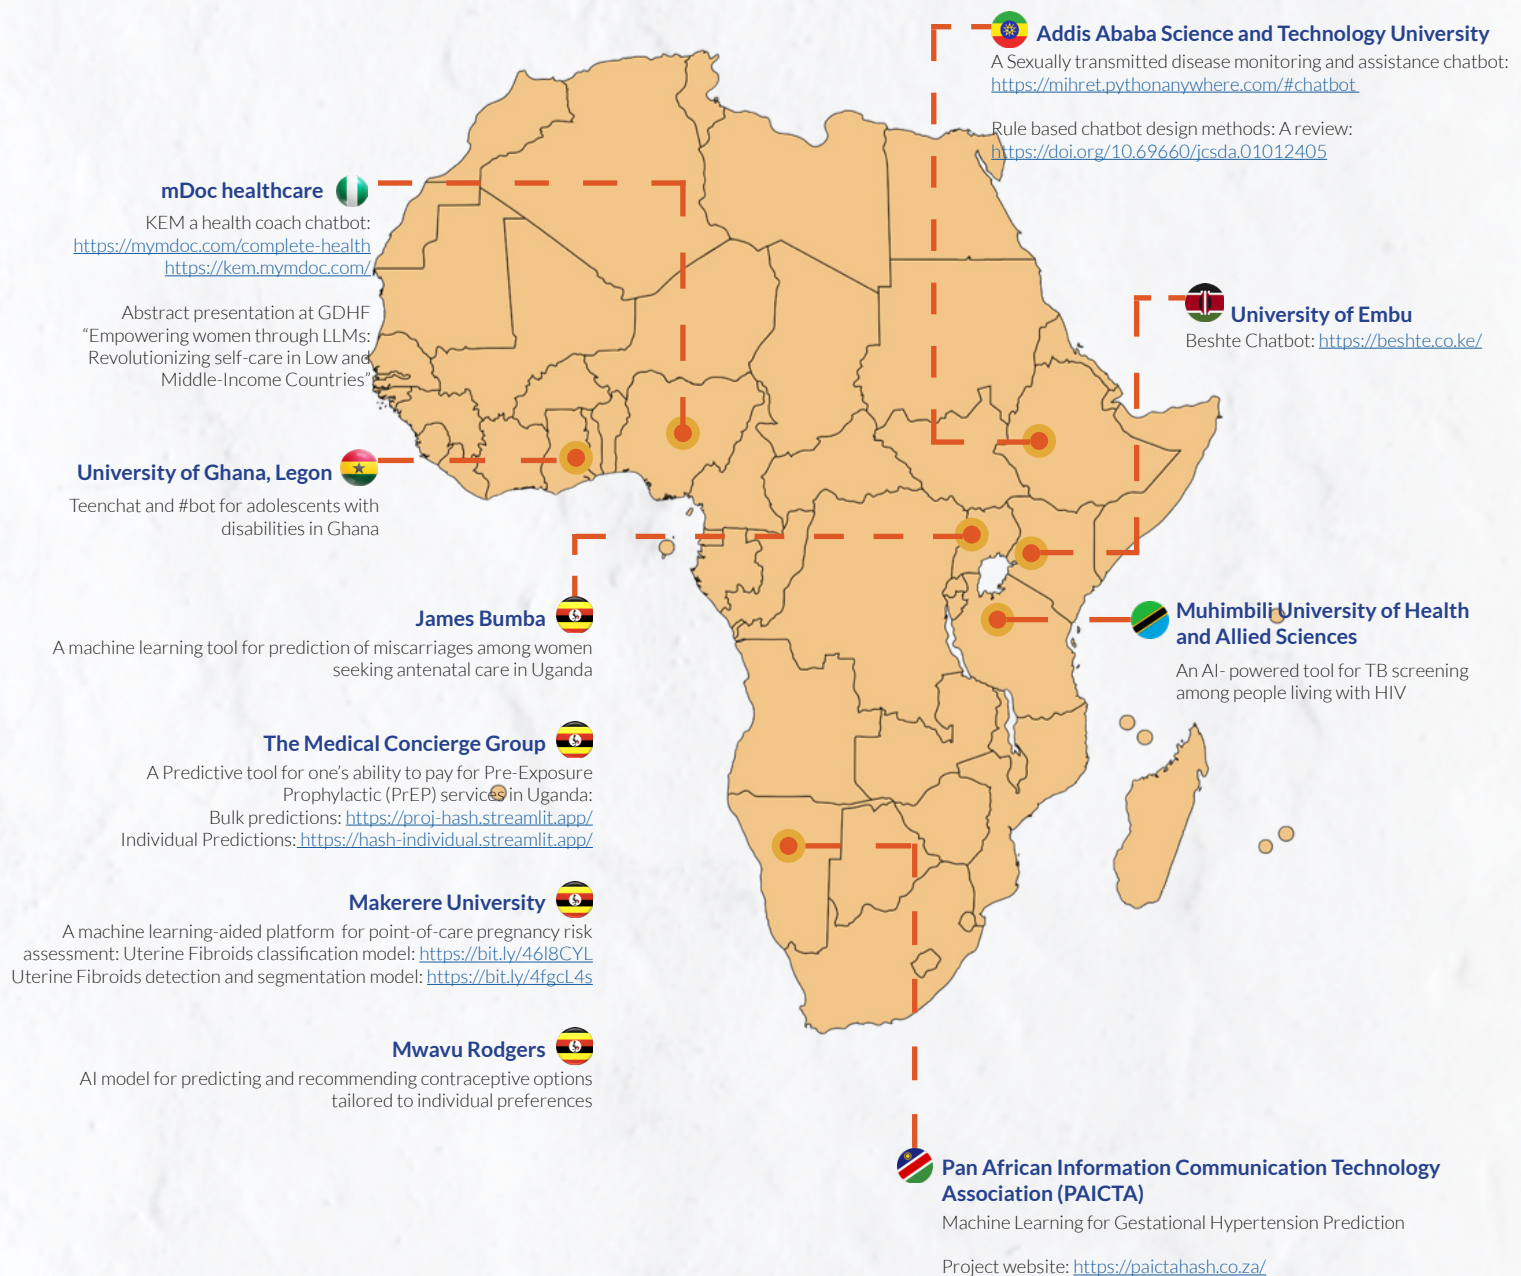 Addis Ababa Science and Technology University
A Sexually transmitted disease monitoring and assistance chatbot:
https://mihret.pythonanywhere.com/#chatbot
Rule based chatbot design methods: A review:
https://doi.org/10.69660/jcsda.01012405
mDoc healthcare
KEM a health coach chatbot:
https://mymdoc.com/complete-health
https://kem.mymdoc.com/
Abstract presentation at GDHF
“Empowering women through LLMs:
Revolutionizing self-care in Low and
Middle-Income Countries”
University of Embu
Beshte Chatbot: https://beshte.co.ke/
University of Ghana, Legon
Teenchat and #bot for adolescents with
disabilities in Ghana
James Bumba
A machine learning tool for prediction of miscarriages among women
seeking antenatal care in Uganda
Muhimbili University of Health
and Allied Sciences
An AI- powered tool for TB screening
among people living with HIV
The Medical Concierge Group
A Predictive tool for one’s ability to pay for Pre-Exposure
Prophylactic (PrEP) services in Uganda:
Bulk predictions: https://proj-hash.streamlit.app/
Individual Predictions: https://hash-individual.streamlit.app/
Makerere University
A machine learning-aided platform for point-of-care pregnancy risk
assessment: Uterine Fibroids classification model: https://bit.ly/46l8CYL
Uterine Fibroids detection and segmentation model: https://bit.ly/4fgcL4s
Mwavu Rodgers
AI model for predicting and recommending contraceptive options
tailored to individual preferences
Pan African Information Communication Technology
Association (PAICTA)
Machine Learning for Gestational Hypertension Prediction
Project website: https://paictahash.co.za/